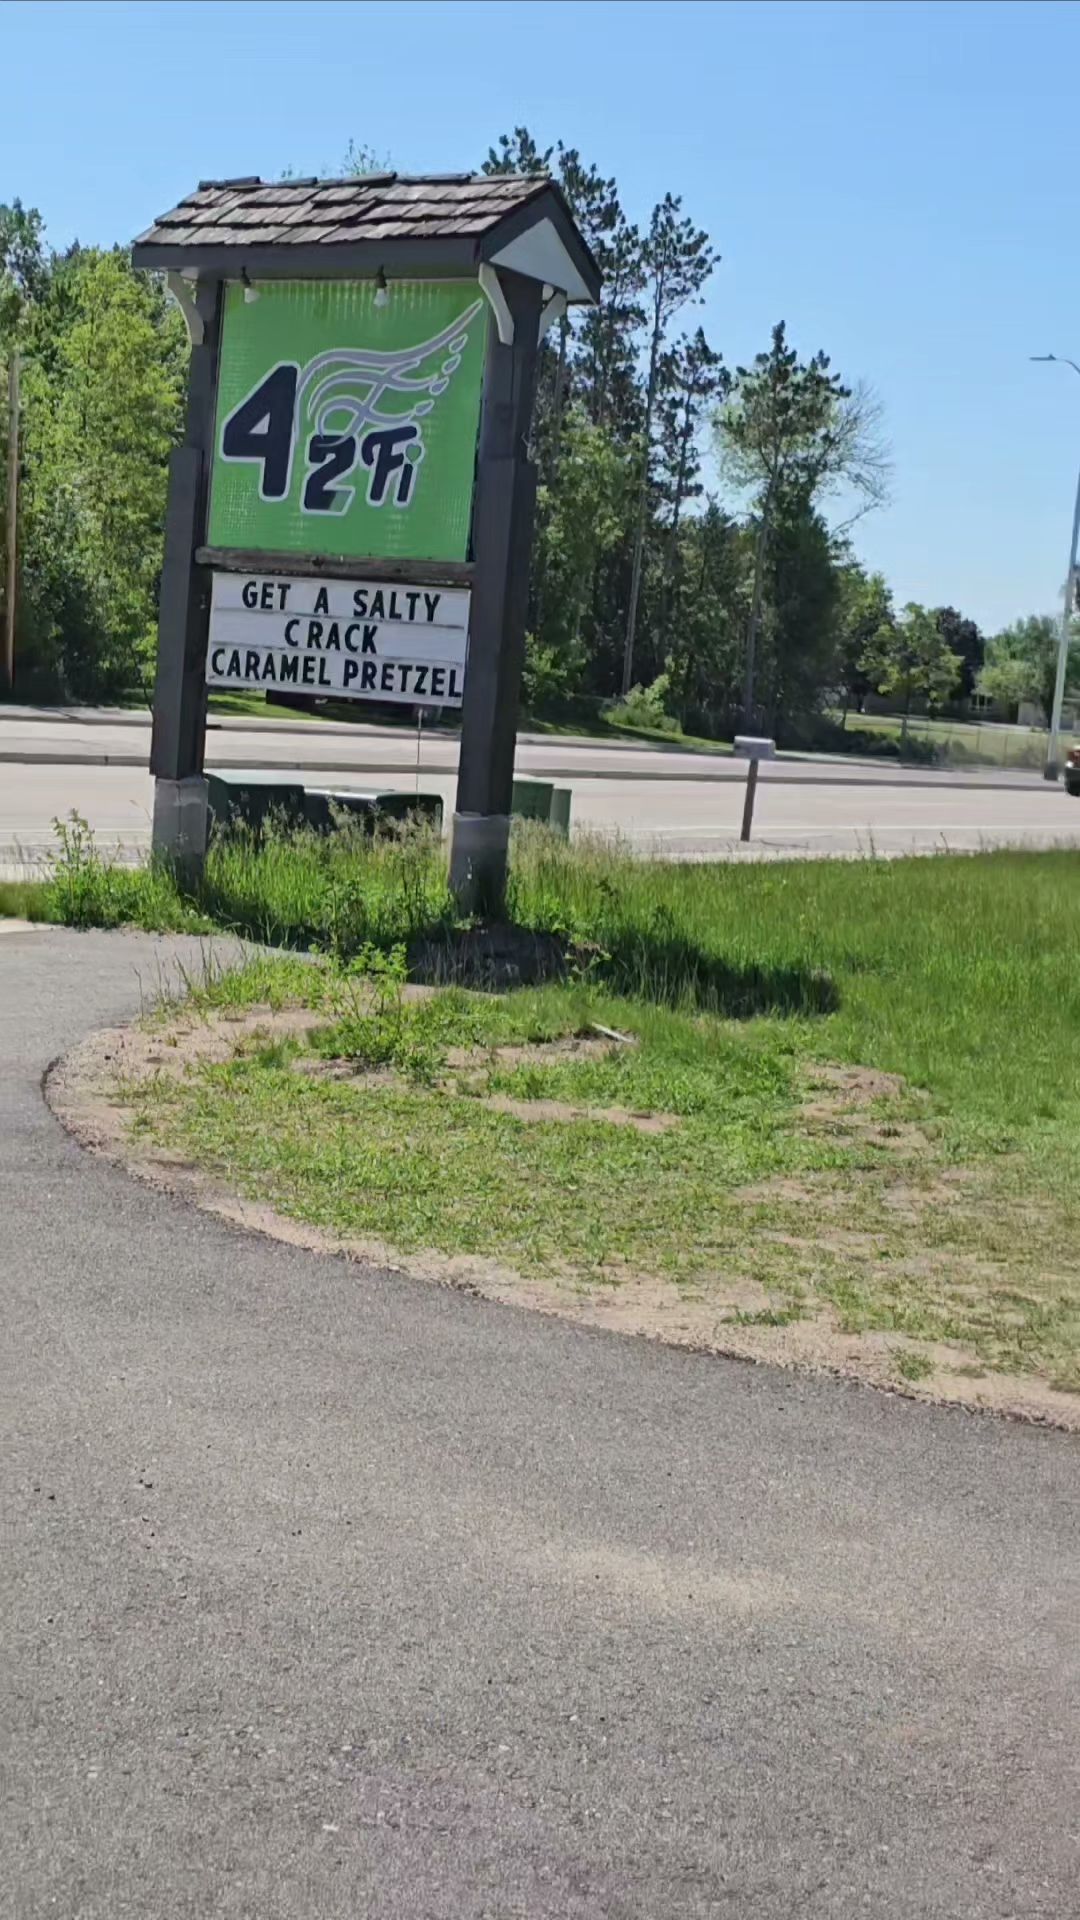 42Fi
GET A SALTY
CRACK
CARAMEL PRETZEL